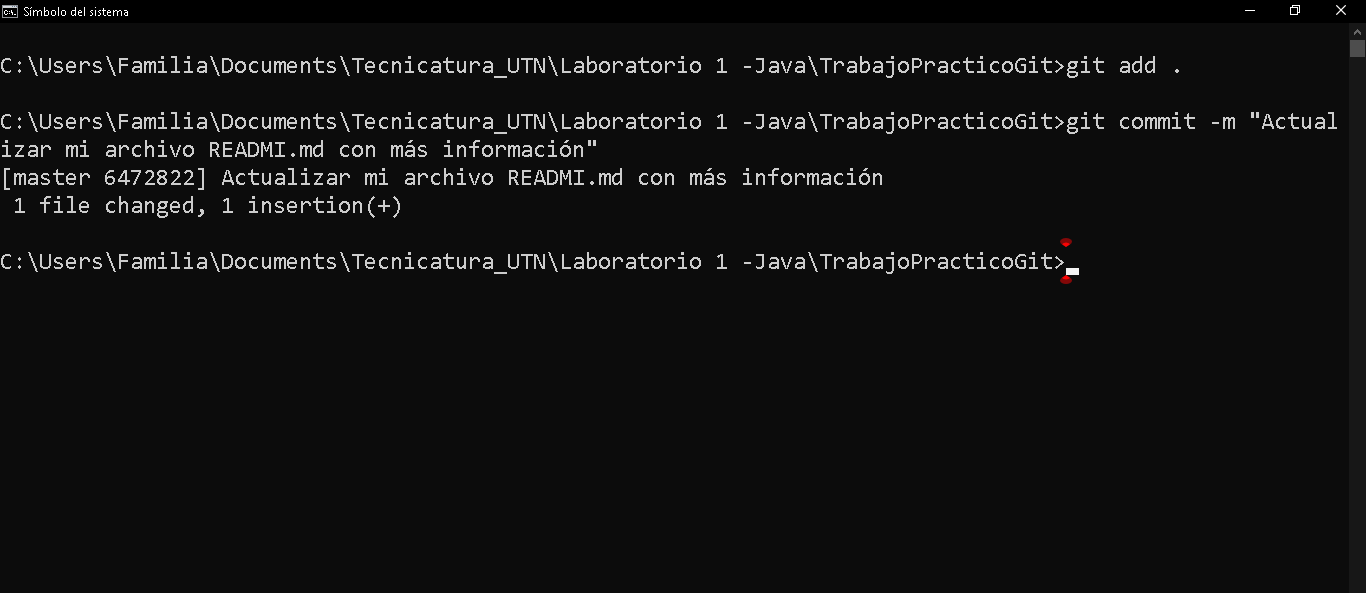 Símbolo del sistema
C:\Users\Familia\Documents\Tecnicatura_UTN\Laboratorio 1 -Java\TrabajoPracticoGit>git add .
C:\Users\Familia\Documents\Tecnicatura_UTN\Laboratorio 1 -Java\TrabajoPracticoGit>git commit -m "Actual
izar mi archivo READMI.md con más información"
[master 6472822] Actualizar mi archivo READMI.md con más información
 1 file changed, 1 insertion(+)
C:\Users\Familia\Documents\Tecnicatura_UTN\Laboratorio 1 -Java\TrabajoPracticoGit>